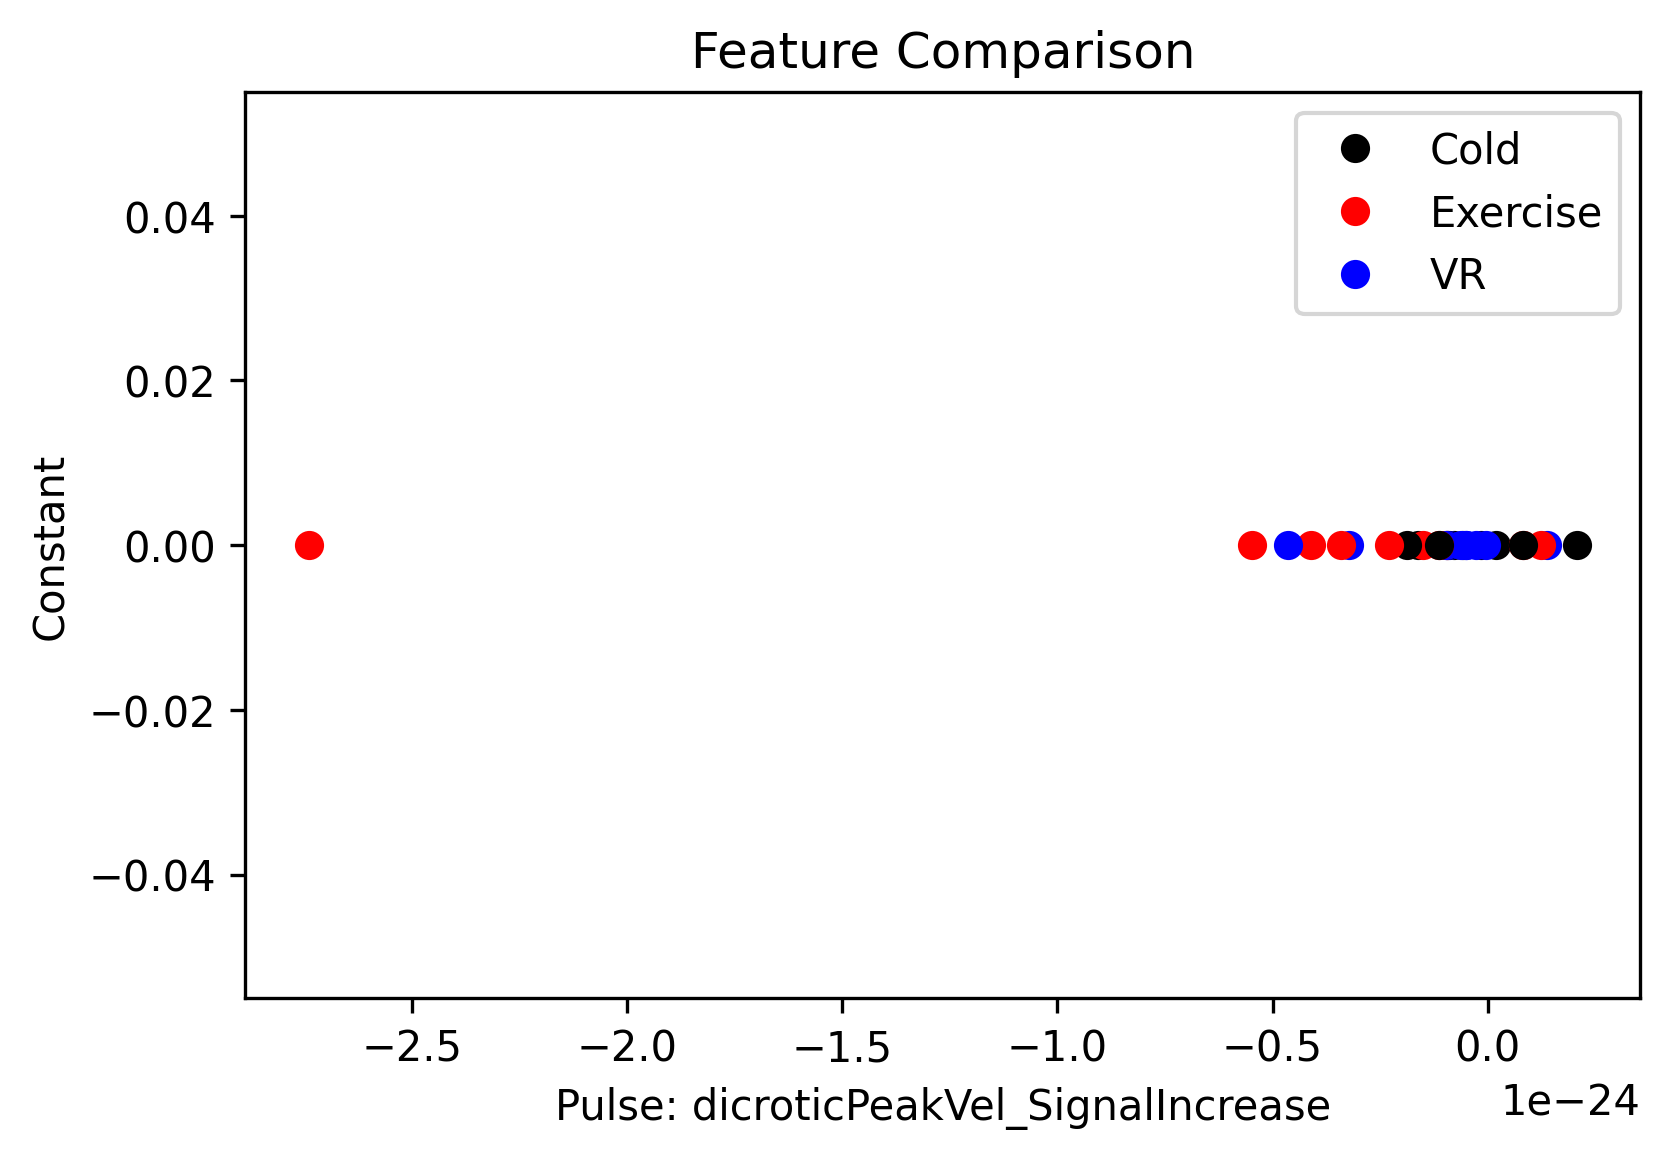 Feature Comparison
Cold
Exercise
VR
0.04
0.02
0.00
−0.02
−0.04
Constant
−2.5 −2.0 −1.5 −1.0 −0.5 0.0
Pulse: dicroticPeakVel_SignalIncrease
1e−24